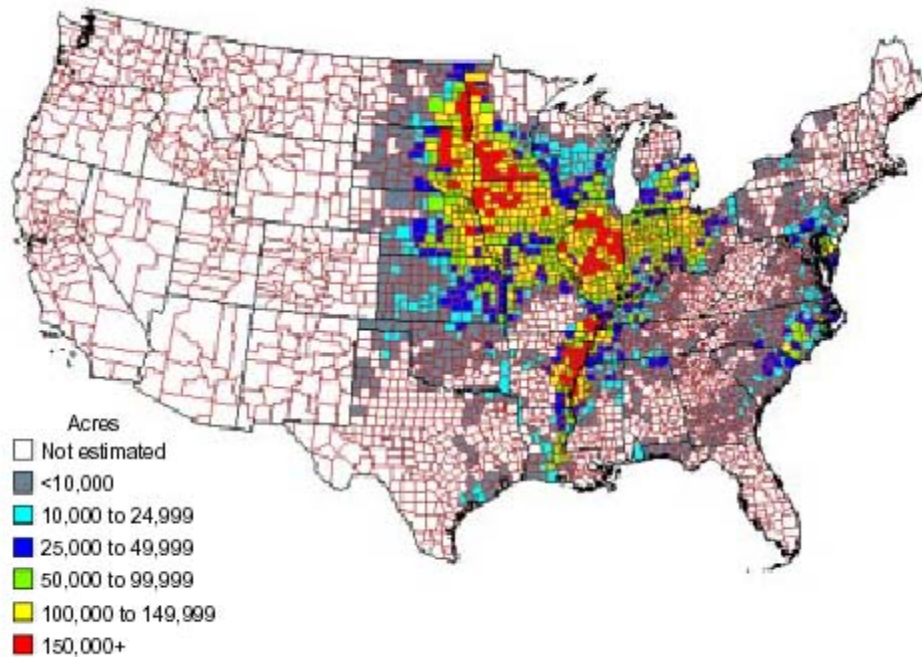 Acres
Not estimated
<10,000
10,000 to 24,999
25,000 to 49,999
50,000 to 99,999
100,000 to 149,999
150,000+